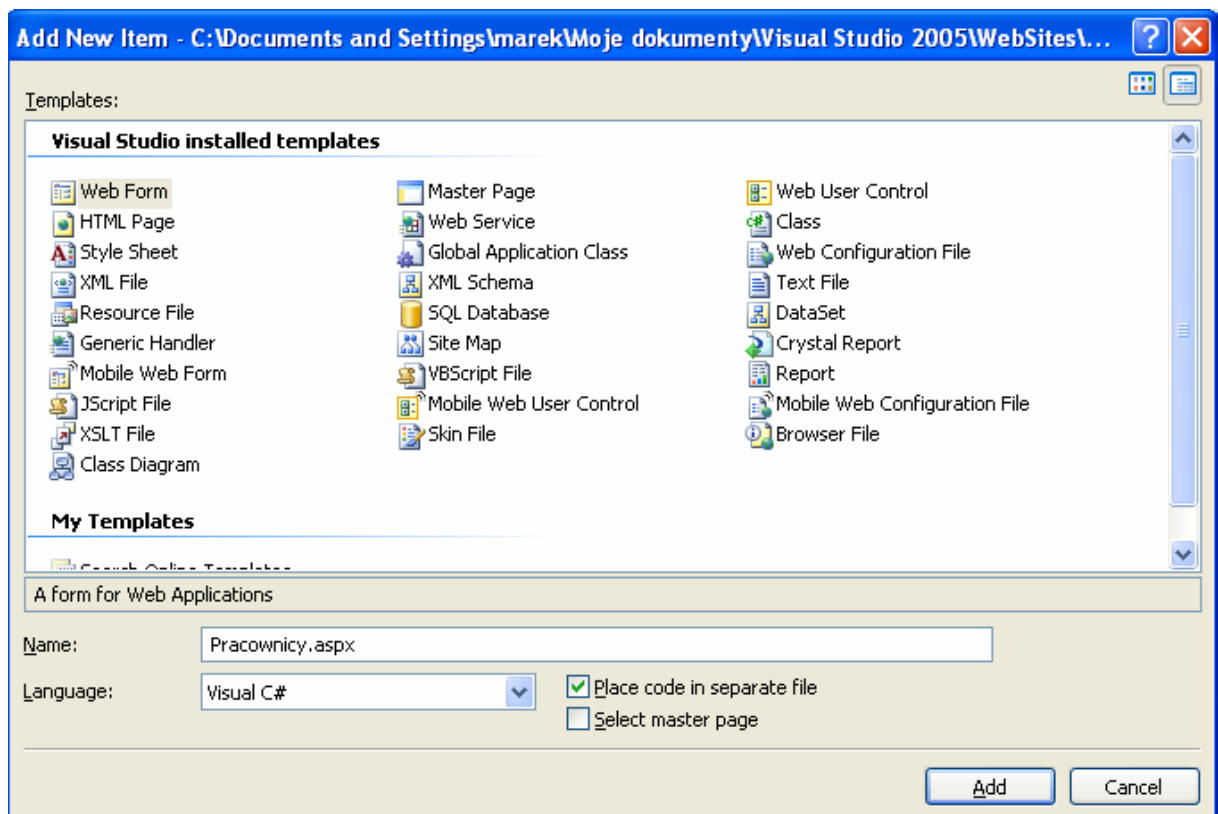 Add New Item - C:\Documents and Settings\marek\Moje dokumenty\Visual Studio 2005\WebSites\...
Templates:
Visual Studio installed templates
Web Form Master Page Web User Control
HTML Page Web Service Class
Style Sheet Global Application Class Web Configuration File
XML File XML Schema Text File
Resource File SQL Database DataSet
Generic Handler Site Map Crystal Report
Mobile Web Form VBScript File Report
JScript File Mobile Web User Control Mobile Web Configuration File
XSLT File Skin File Browser File
Class Diagram
My Templates
Search Online Templates
A form for Web Applications
Name: Pracownicy.aspx
Language: Visual C# Place code in separate file
Select master page
Add Cancel